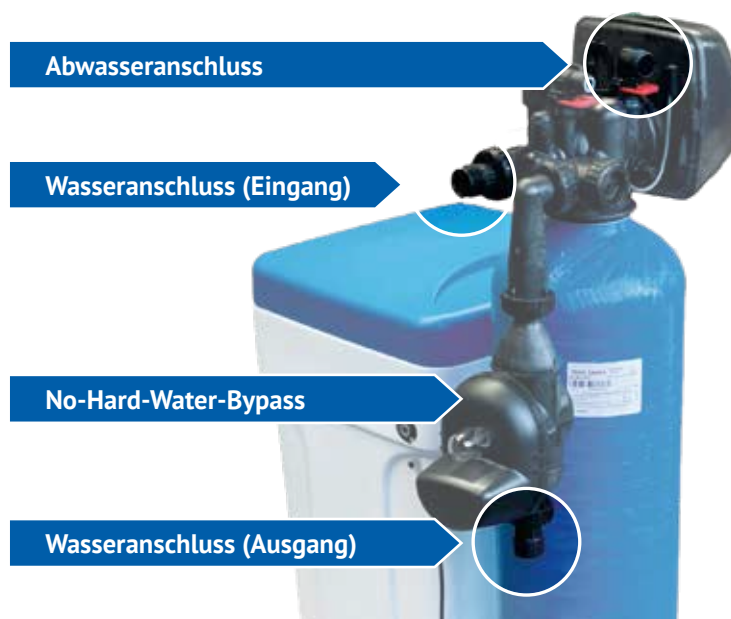 Abwasseranschluss
Wasseranschluss (Eingang)
No-Hard-Water-Bypass
Wasseranschluss (Ausgang)